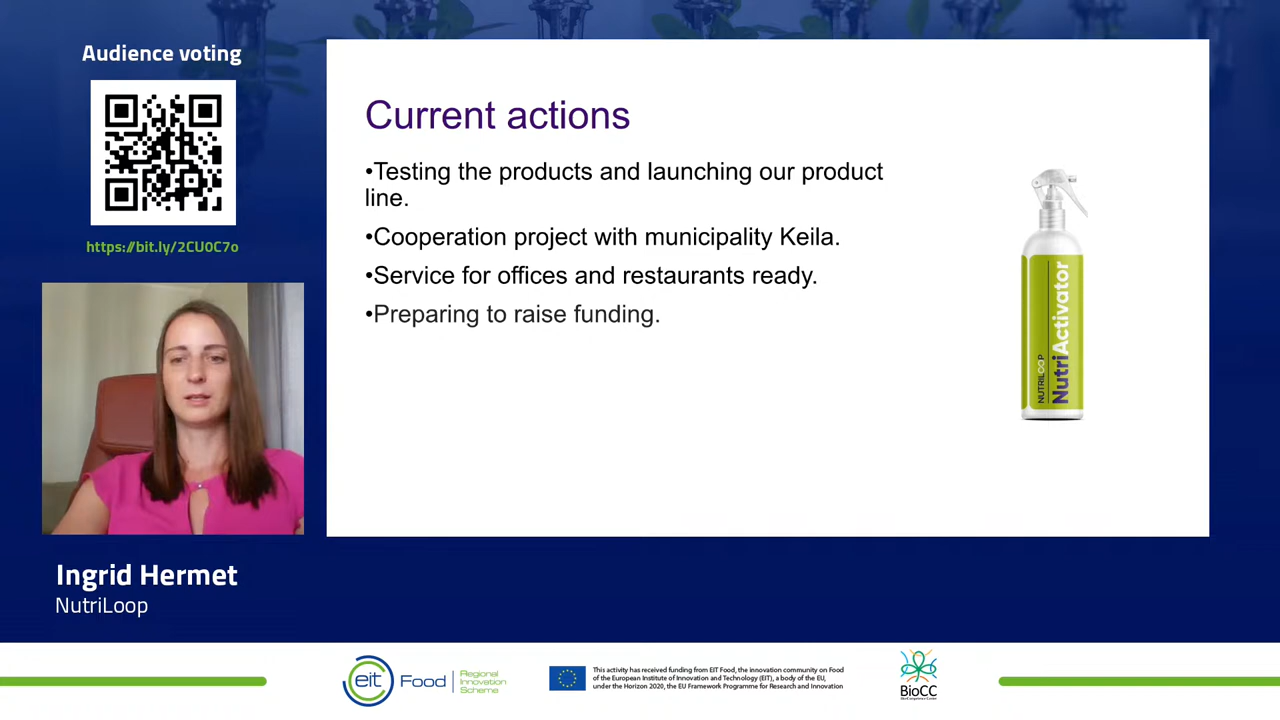 Audience voting
https://bit.ly/2CU0C7o
Current actions
•Testing the products and launching our product
line.
•Cooperation project with municipality Keila.
•Service for offices and restaurants ready.
•Preparing to raise funding.
NUTRILOOP
NutriActivator
Ingrid Hermet
NutriLoop
eit Food
Regional
Innovation
Scheme
This activity has received funding from EIT Food, the innovation community on Food
of the European Institute of Innovation and Technology (EIT), a body of the EU,
under the Horizon 2020, the EU Framework Programme for Research and Innovation
BioCC